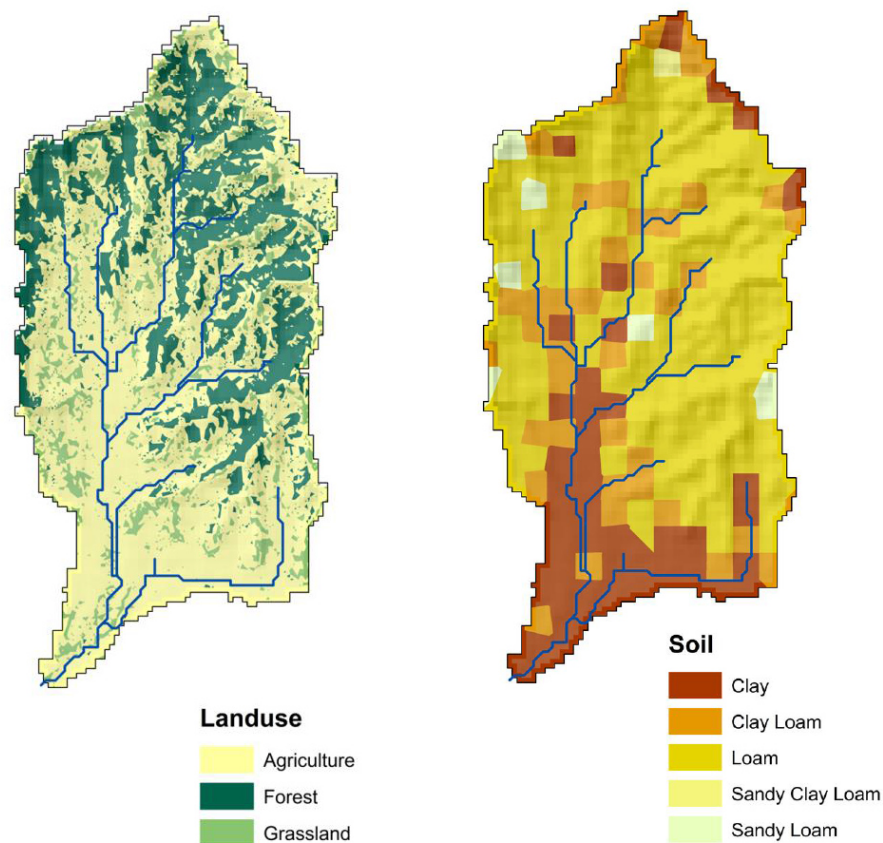 Landuse
Agriculture
Forest
Grassland
Soil
Clay
Clay Loam
Loam
Sandy Clay Loam
Sandy Loam